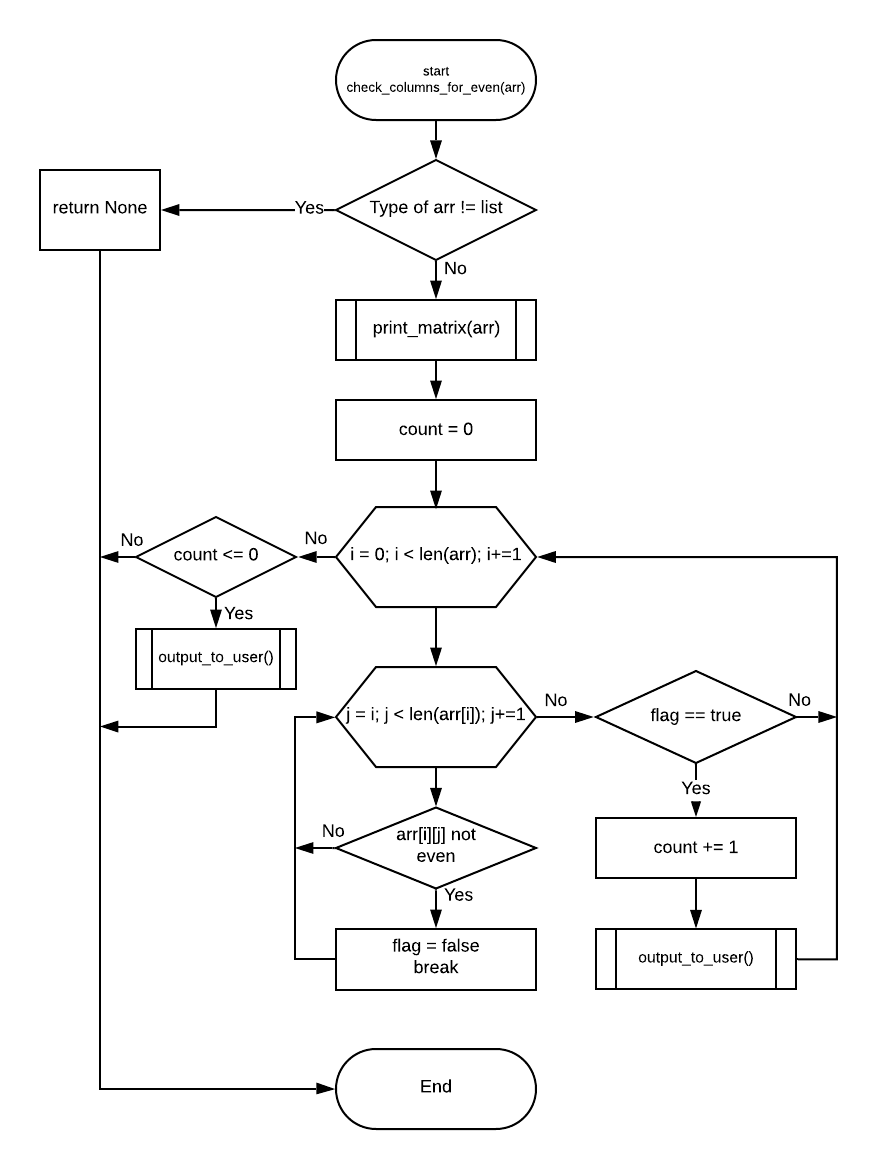 start
check_columns_for_even(arr)
Type of arr != list
Yes
return None
No
print_matrix(arr)
count = 0
i = 0; i < len(arr); i+=1
No
count <= 0
No
Yes
output_to_user()
j = i; j < len(arr[i]); j+=1
No
flag == true
No
Yes
count += 1
output_to_user()
arr[i][j] not
even
No
Yes
flag = false
break
End